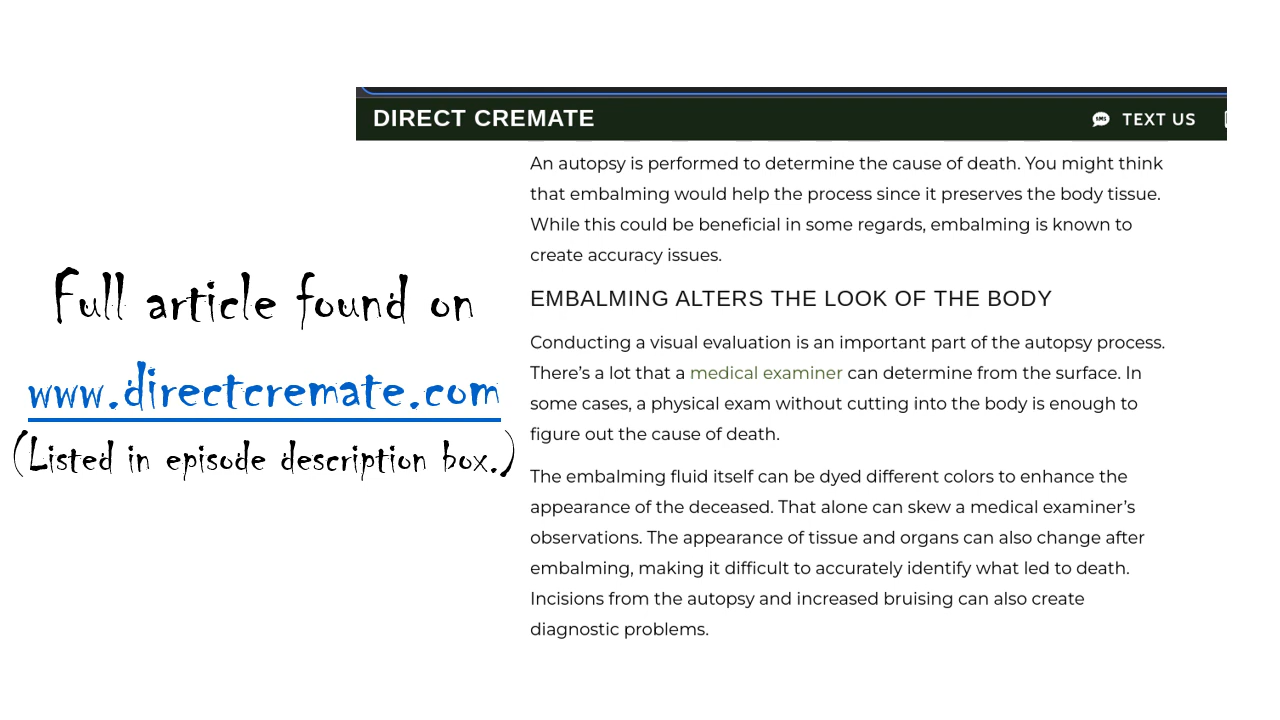 DIRECT CREMATE
TEXT US
An autopsy is performed to determine the cause of death. You might think
that embalming would help the process since it preserves the body tissue.
While this could be beneficial in some regards, embalming is known to
create accuracy issues.
EMBALMING ALTERS THE LOOK OF THE BODY
Conducting a visual evaluation is an important part of the autopsy process.
There's a lot that a medical examiner can determine from the surface. In
some cases, a physical exam without cutting into the body is enough to
figure out the cause of death.
The embalming fluid itself can be dyed different colors to enhance the
appearance of the deceased. That alone can skew a medical examiner's
observations. The appearance of tissue and organs can also change after
embalming, making it difficult to accurately identify what led to death.
Incisions from the autopsy and increased bruising can also create
diagnostic problems.
Full article found on
www.directcremate.com
(Listed in episode description box.)